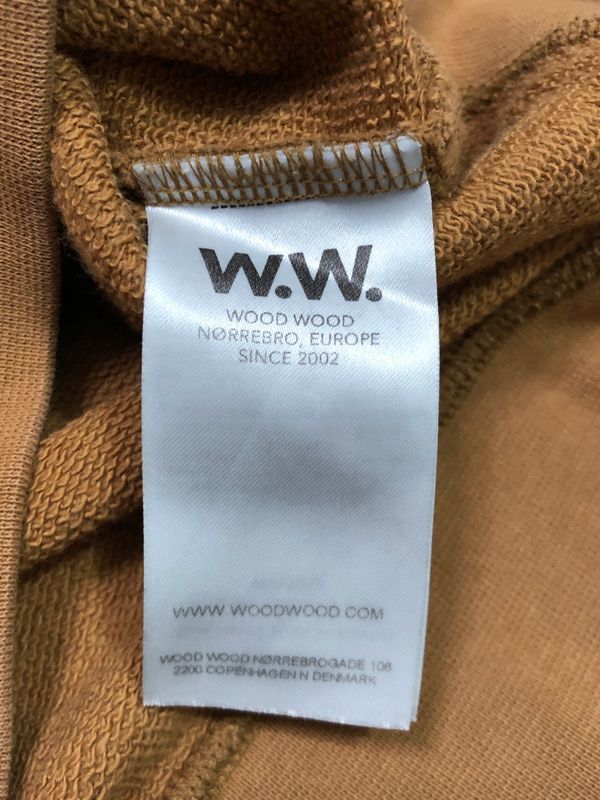 W.W.
WOOD WOOD
NØRREBRO, EUROPE
SINCE 2002
WWW WOODWOOD.COM
WOOD WOOD NØRREBROGADE 106
2200 COPENHAGEN N DENMARK